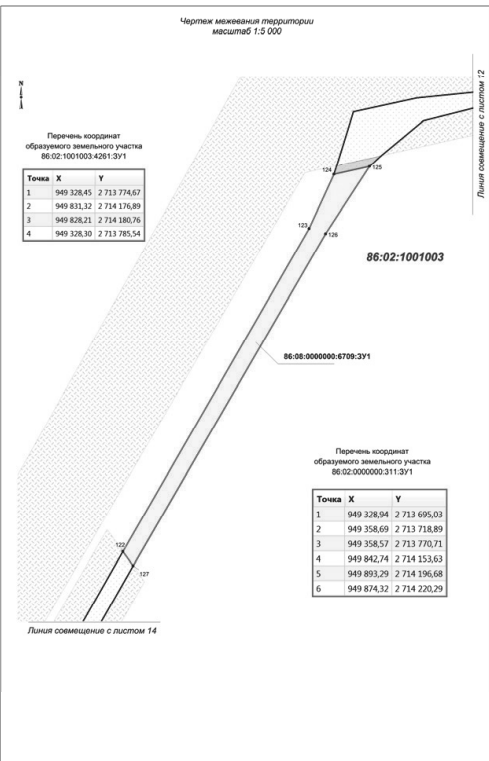 Чертеж межевания территории
масштаб 1:5 000
N
Линия совмещение с листом 12
Перечень координат
образуемого земельного участка
86:02:1001003:4261:ЗУ1
Точка X Y
1 949 328,45 2 713 774,67
2 949 831,32 2 714 176,89
3 949 828,21 2 714 180,76
4 949 328,30 2 713 785,54
124
125
123
126
86:02:1001003
86:08:0000000:6709:ЗУ1
Перечень координат
образуемого земельного участка
86:02:0000000:311:ЗУ1
Точка X Y
1 949 328,94 2 713 695,03
2 949 358,69 2 713 718,89
3 949 358,57 2 713 770,71
4 949 842,74 2 714 153,63
5 949 893,29 2 714 196,68
6 949 874,32 2 714 220,29
122
127
Линия совмещение с листом 14